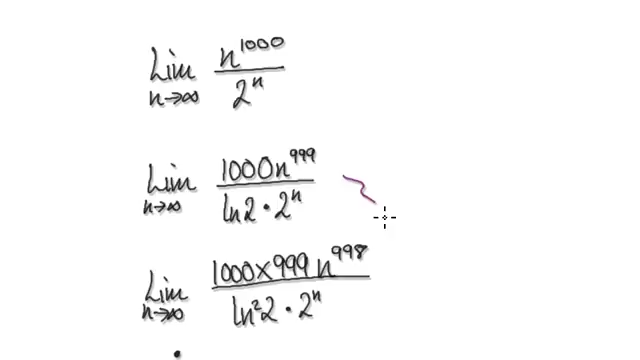 Lim n→∞ n^1000 / 2^n
Lim n→∞ 1000n^999 / ln2 · 2^n
Lim n→∞ 1000×999 n^998 / ln²2 · 2^n